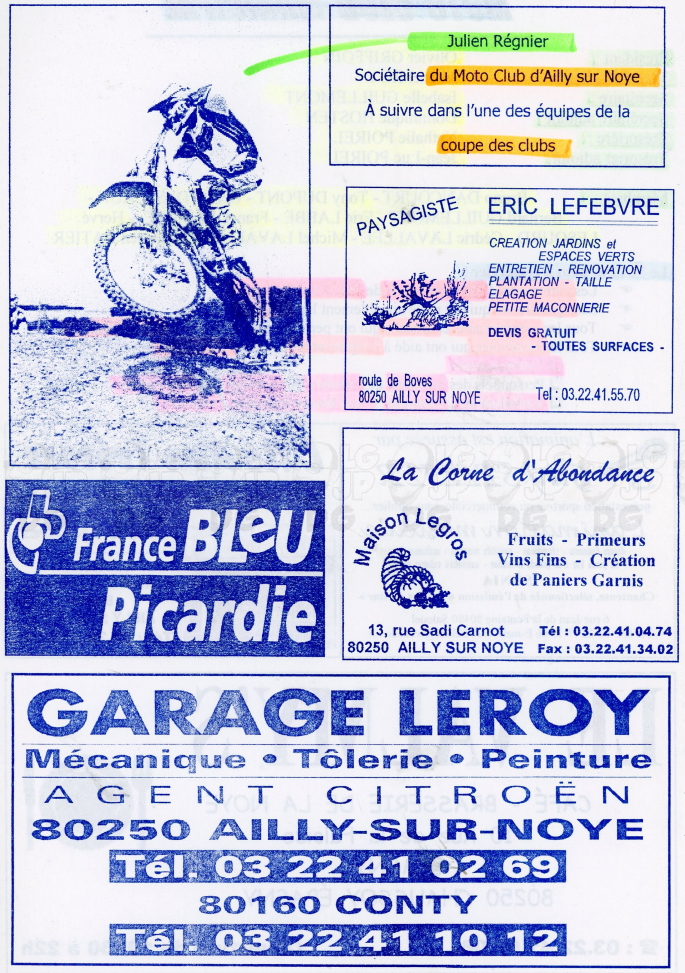 Julien Régnier
Sociétaire du Moto Club d'Ailly sur Noye
À suivre dans l'une des équipes de la
coupe des clubs
PAYSAGISTE
ERIC LEFEBVRE
CREATION JARDINS et
ESPACES VERTS
ENTRETIEN - RENOVATION
PLANTATION - TAILLE
ELAGAGE
PETITE MACONNERIE
DEVIS GRATUIT
- TOUTES SURFACES -
route de Boves
80250 AILLY SUR NOYE
Tel : 03.22.41.55.70
La Corne d'Abondance
Maison Legros
Fruits - Primeurs
Vins Fins - Création
de Paniers Garnis
13, rue Sadi Carnot
80250 AILLY SUR NOYE
Tél : 03.22.41.04.74
Fax : 03.22.41.34.02
France BLeU
Picardie
GARAGE LEROY
Mécanique • Tôlerie • Peinture
AGENT CITROËN
80250 AILLY-SUR-NOYE
Tél. 03 22 41 02 69
80160 CONTY
Tél. 03 22 41 10 12